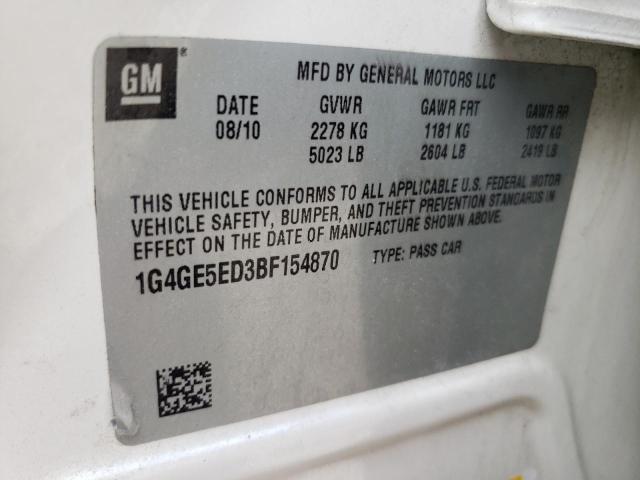 GM ®
MFD BY GENERAL MOTORS LLC
DATE GVWR GAWR FRT GAWR RR
08/10 2278 KG 1181 KG 1097 KG
5023 LB 2604 LB 2419 LB
THIS VEHICLE CONFORMS TO ALL APPLICABLE U.S. FEDERAL MOTOR
VEHICLE SAFETY, BUMPER, AND THEFT PREVENTION STANDARDS IN
EFFECT ON THE DATE OF MANUFACTURE SHOWN ABOVE.
1G4GE5ED3BF154870 TYPE: PASS CAR